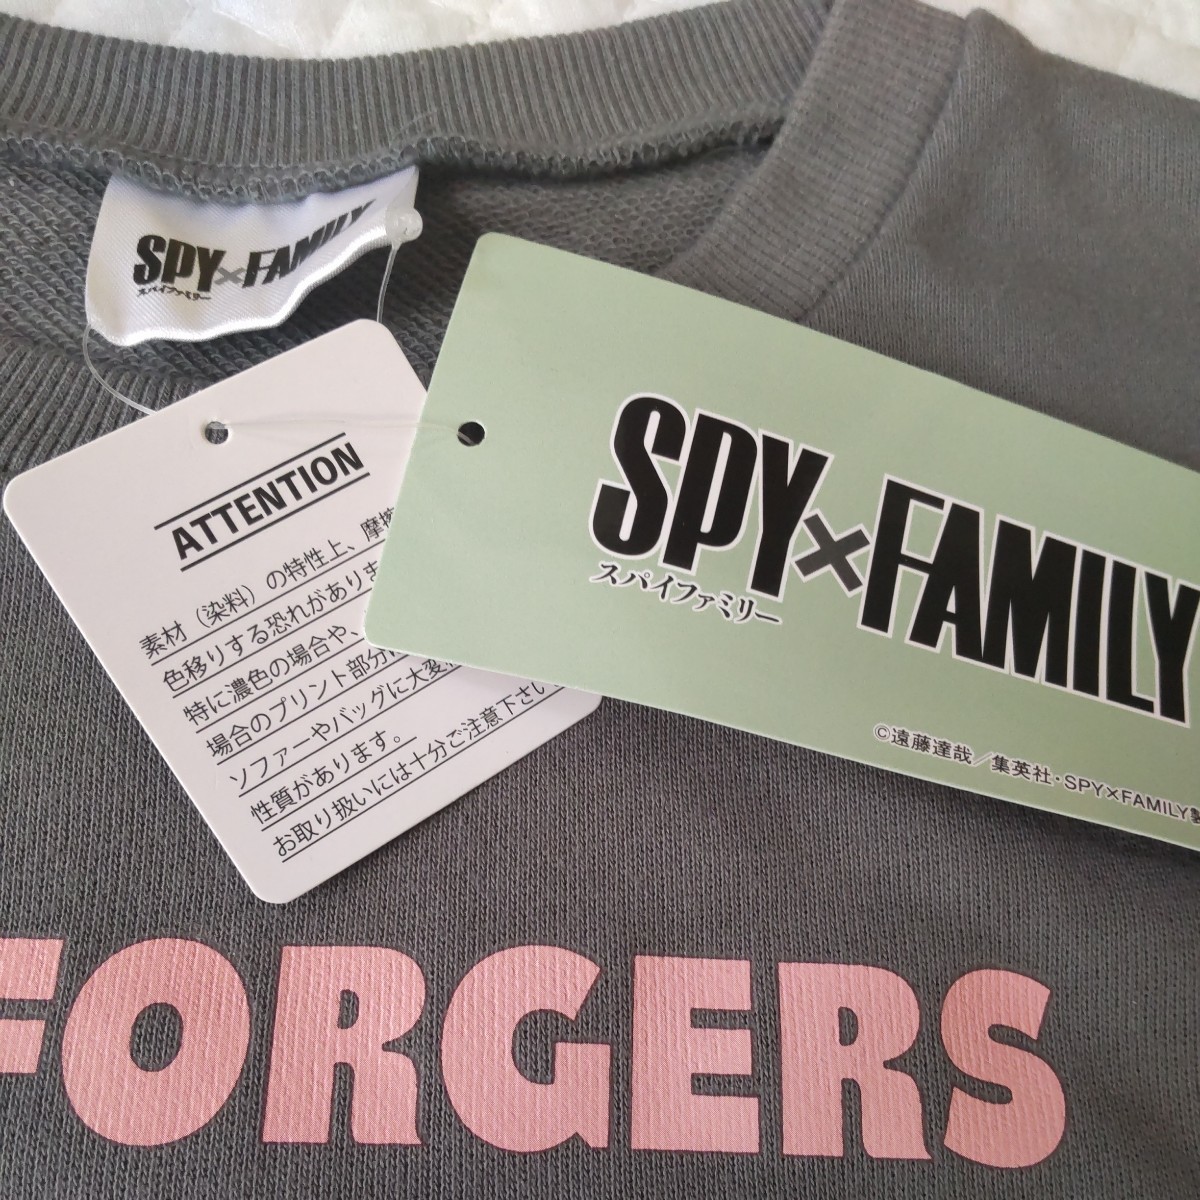 SPY×FAMILY
スパイファミリー
ATTENTION
素材（染料）の特性上、摩擦
色移りする恐れがありま
特に濃色の場合や、
場合のプリント部分に
ソファーやバッグに大変
性質があります。
お取り扱いには十分ご注意下さい
SPY×FAMILY
スパイファミリー
©遠藤達哉／集英社・SPY×FAMILY製
FORGERS